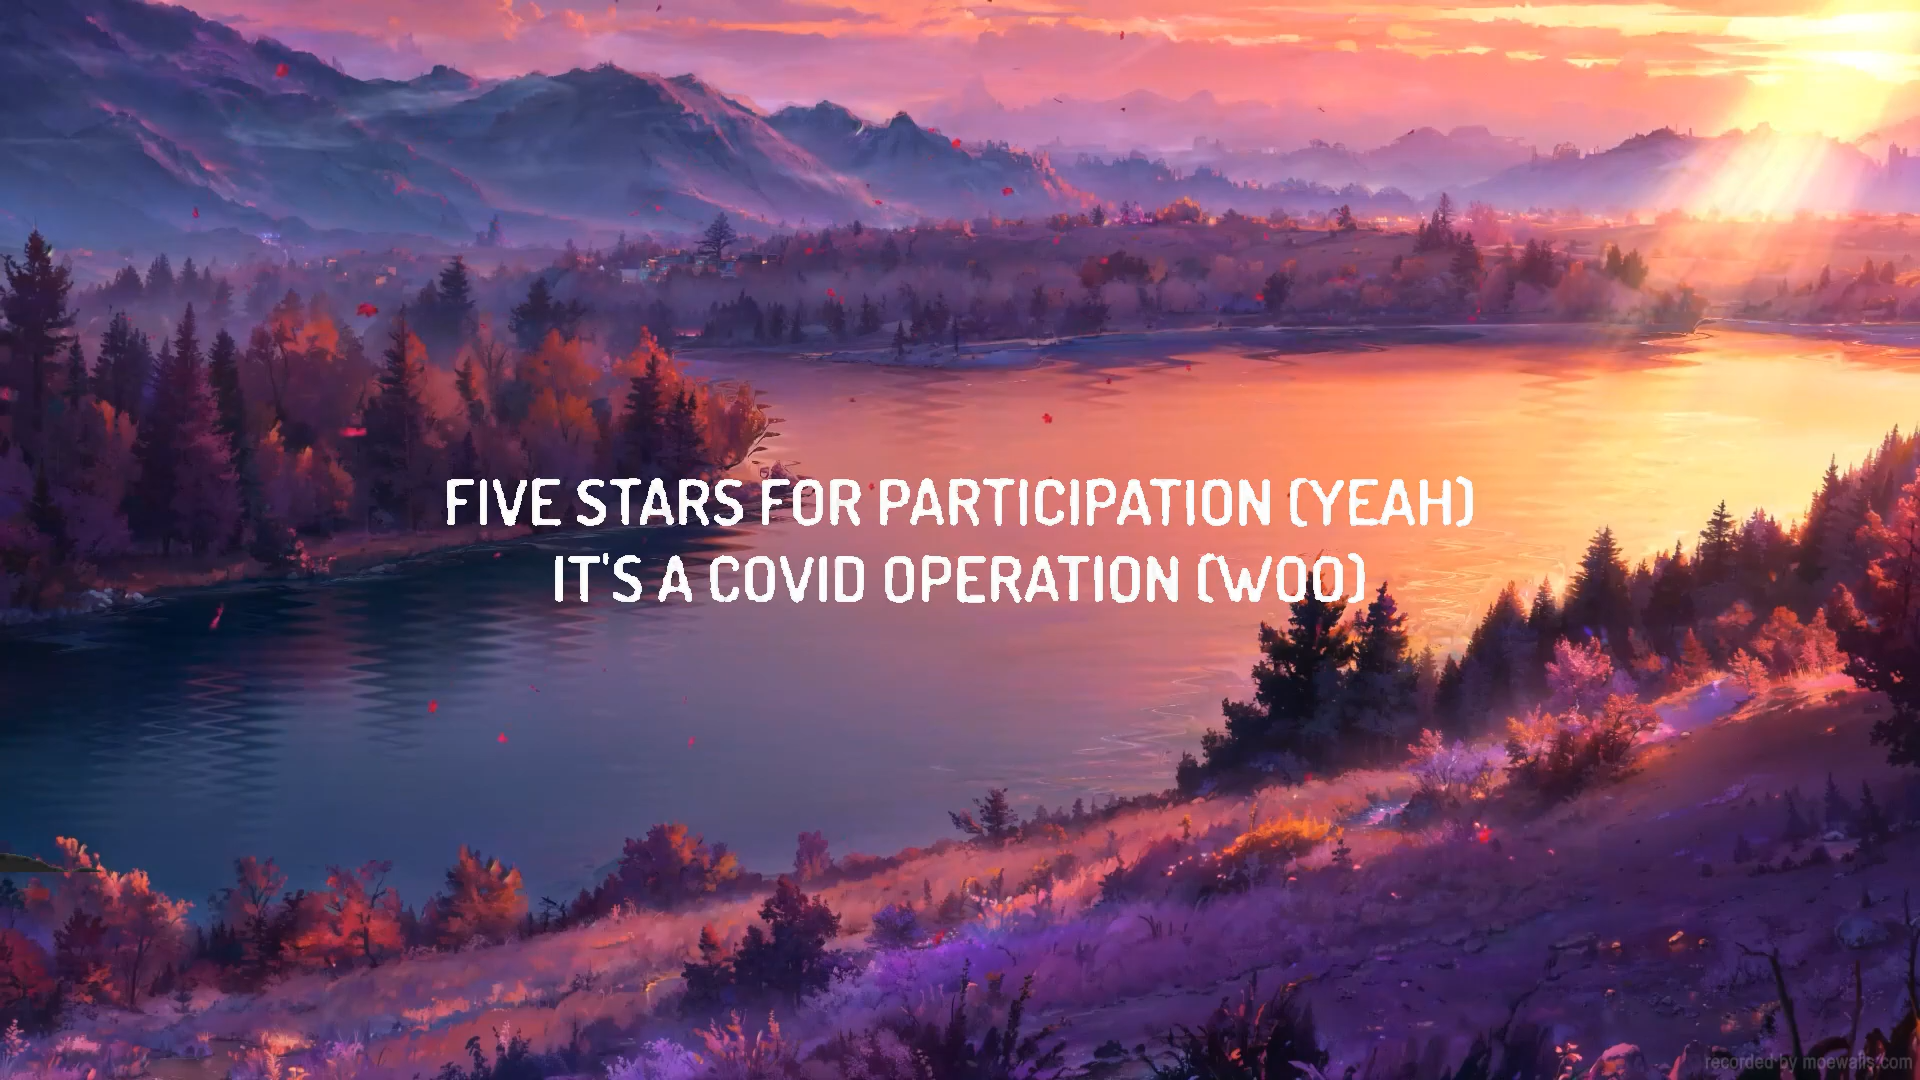 FIVE STARS FOR PARTICIPATION (YEAH)
IT'S A COVID OPERATION (WOO)
recorded by moewalls.com